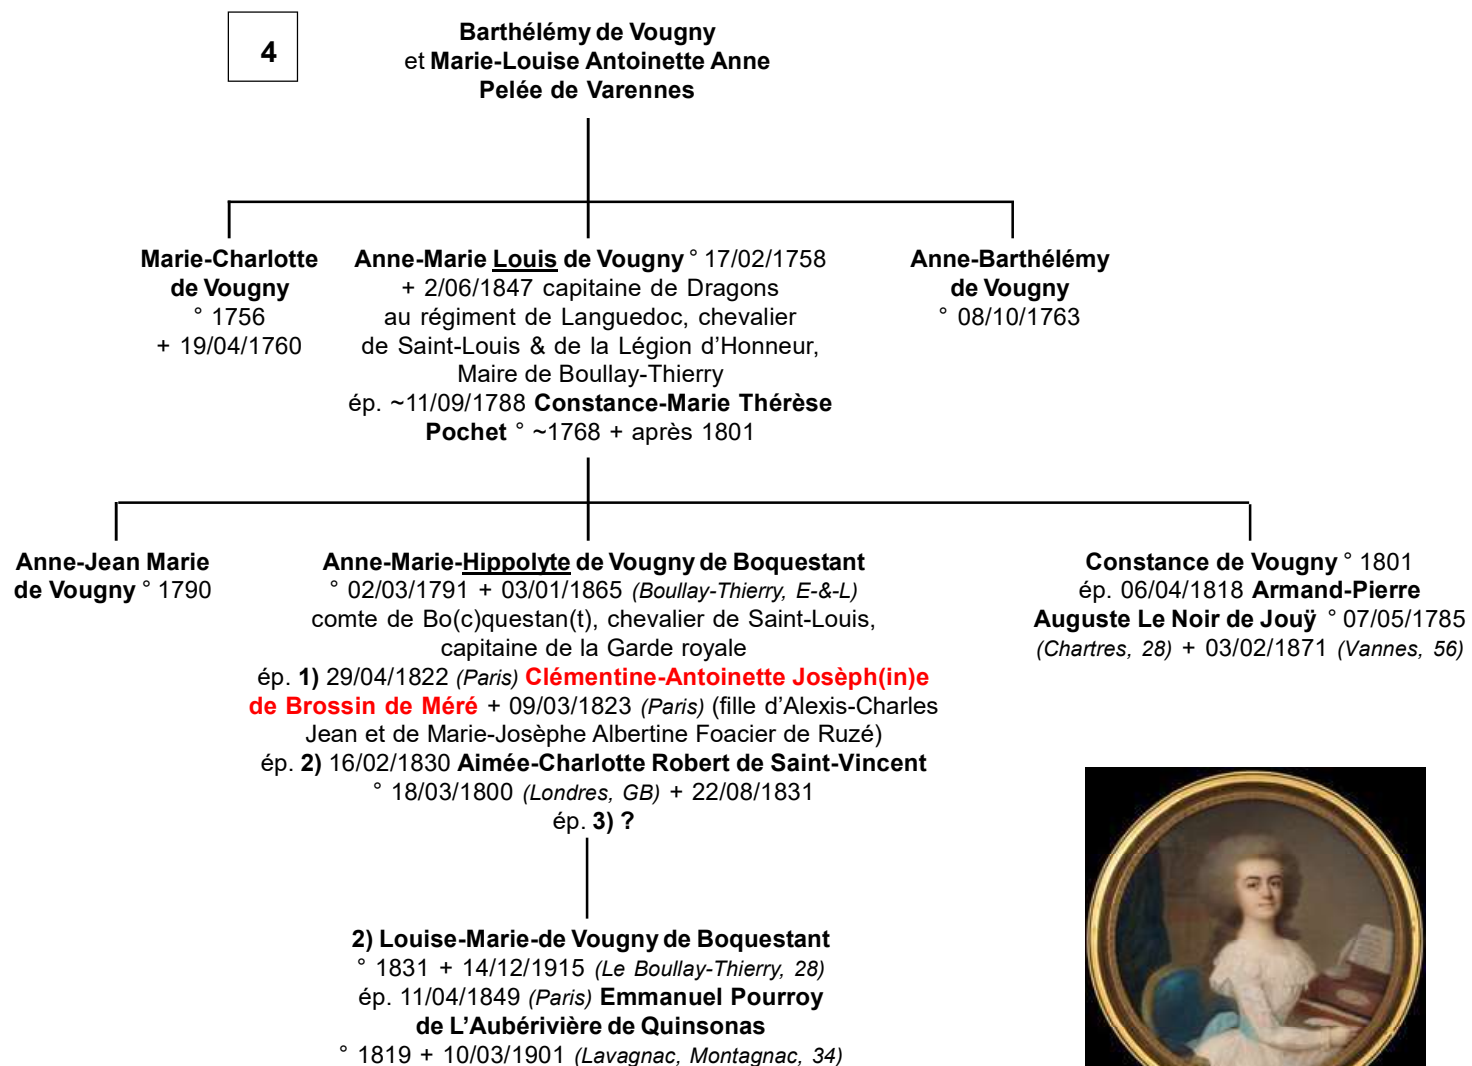 4
Barthélémy de Vougny
et Marie-Louise Antoinette Anne
Pelée de Varennes
Marie-Charlotte
de Vougny
° 1756
+ 19/04/1760
Anne-Marie Louis de Vougny ° 17/02/1758
+ 2/06/1847 capitaine de Dragons
au régiment de Languedoc, chevalier
de Saint-Louis & de la Légion d'Honneur,
Maire de Boullay-Thierry
ép. ~11/09/1788 Constance-Marie Thérèse
Pochet ° ~1768 + après 1801
Anne-Barthélémy
de Vougny
° 08/10/1763
Anne-Jean Marie
de Vougny ° 1790
Anne-Marie-Hippolyte de Vougny de Boquestant
° 02/03/1791 + 03/01/1865 (Boullay-Thierry, E-&-L)
comte de Bo(c)questan(t), chevalier de Saint-Louis,
capitaine de la Garde royale
ép. 1) 29/04/1822 (Paris) Clémentine-Antoinette Josèph(in)e
de Brossin de Méré + 09/03/1823 (Paris) (fille d'Alexis-Charles
Jean et de Marie-Josèphe Albertine Foacier de Ruzé)
ép. 2) 16/02/1830 Aimée-Charlotte Robert de Saint-Vincent
° 18/03/1800 (Londres, GB) + 22/08/1831
ép. 3) ?
Constance de Vougny ° 1801
ép. 06/04/1818 Armand-Pierre
Auguste Le Noir de Jouÿ ° 07/05/1785
(Chartres, 28) + 03/02/1871 (Vannes, 56)
2) Louise-Marie-de Vougny de Boquestant
° 1831 + 14/12/1915 (Le Boullay-Thierry, 28)
ép. 11/04/1849 (Paris) Emmanuel Pourroy
de L'Aubérivière de Quinsonas
° 1819 + 10/03/1901 (Lavagnac, Montagnac, 34)